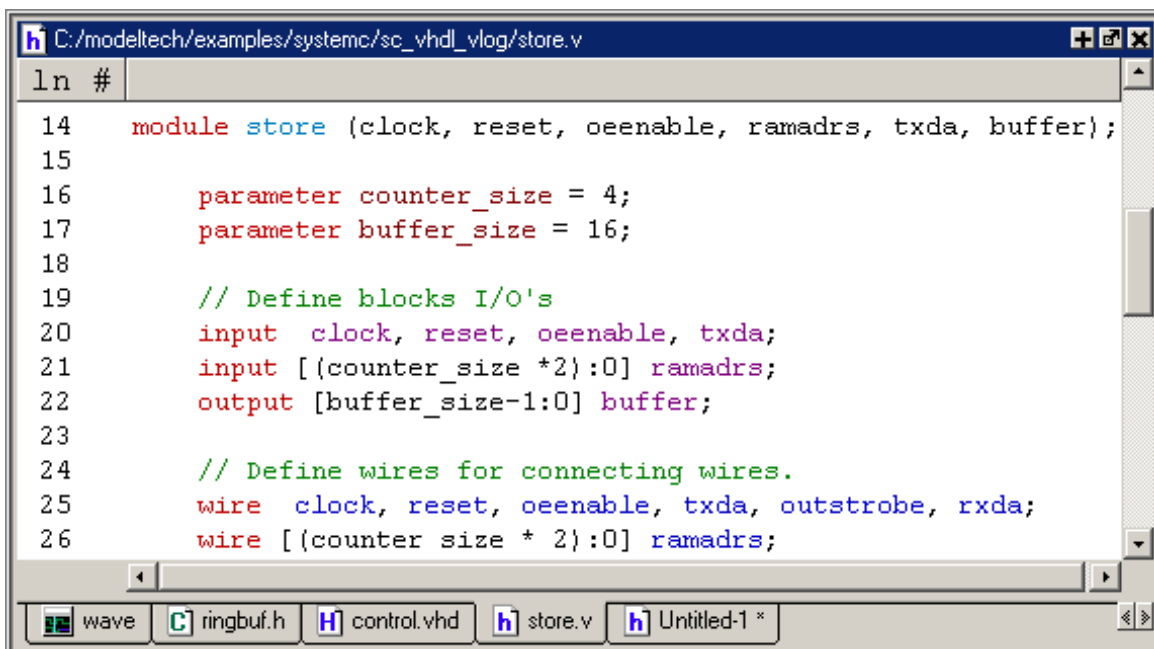 C:/modeltech/examples/systemc/sc_vhdl_vlog/store.v
ln #
14 module store (clock, reset, oeenable, ramadrs, txda, buffer);
15
16 parameter counter_size = 4;
17 parameter buffer_size = 16;
18
19 // Define blocks I/O's
20 input clock, reset, oeenable, txda;
21 input [(counter_size *2):0] ramadrs;
22 output [buffer_size-1:0] buffer;
23
24 // Define wires for connecting wires.
25 wire clock, reset, oeenable, txda, outstrobe, rxda;
26 wire [(counter size * 2):0] ramadrs;
wave ringbuf.h control.vhd store.v Untitled-1 *